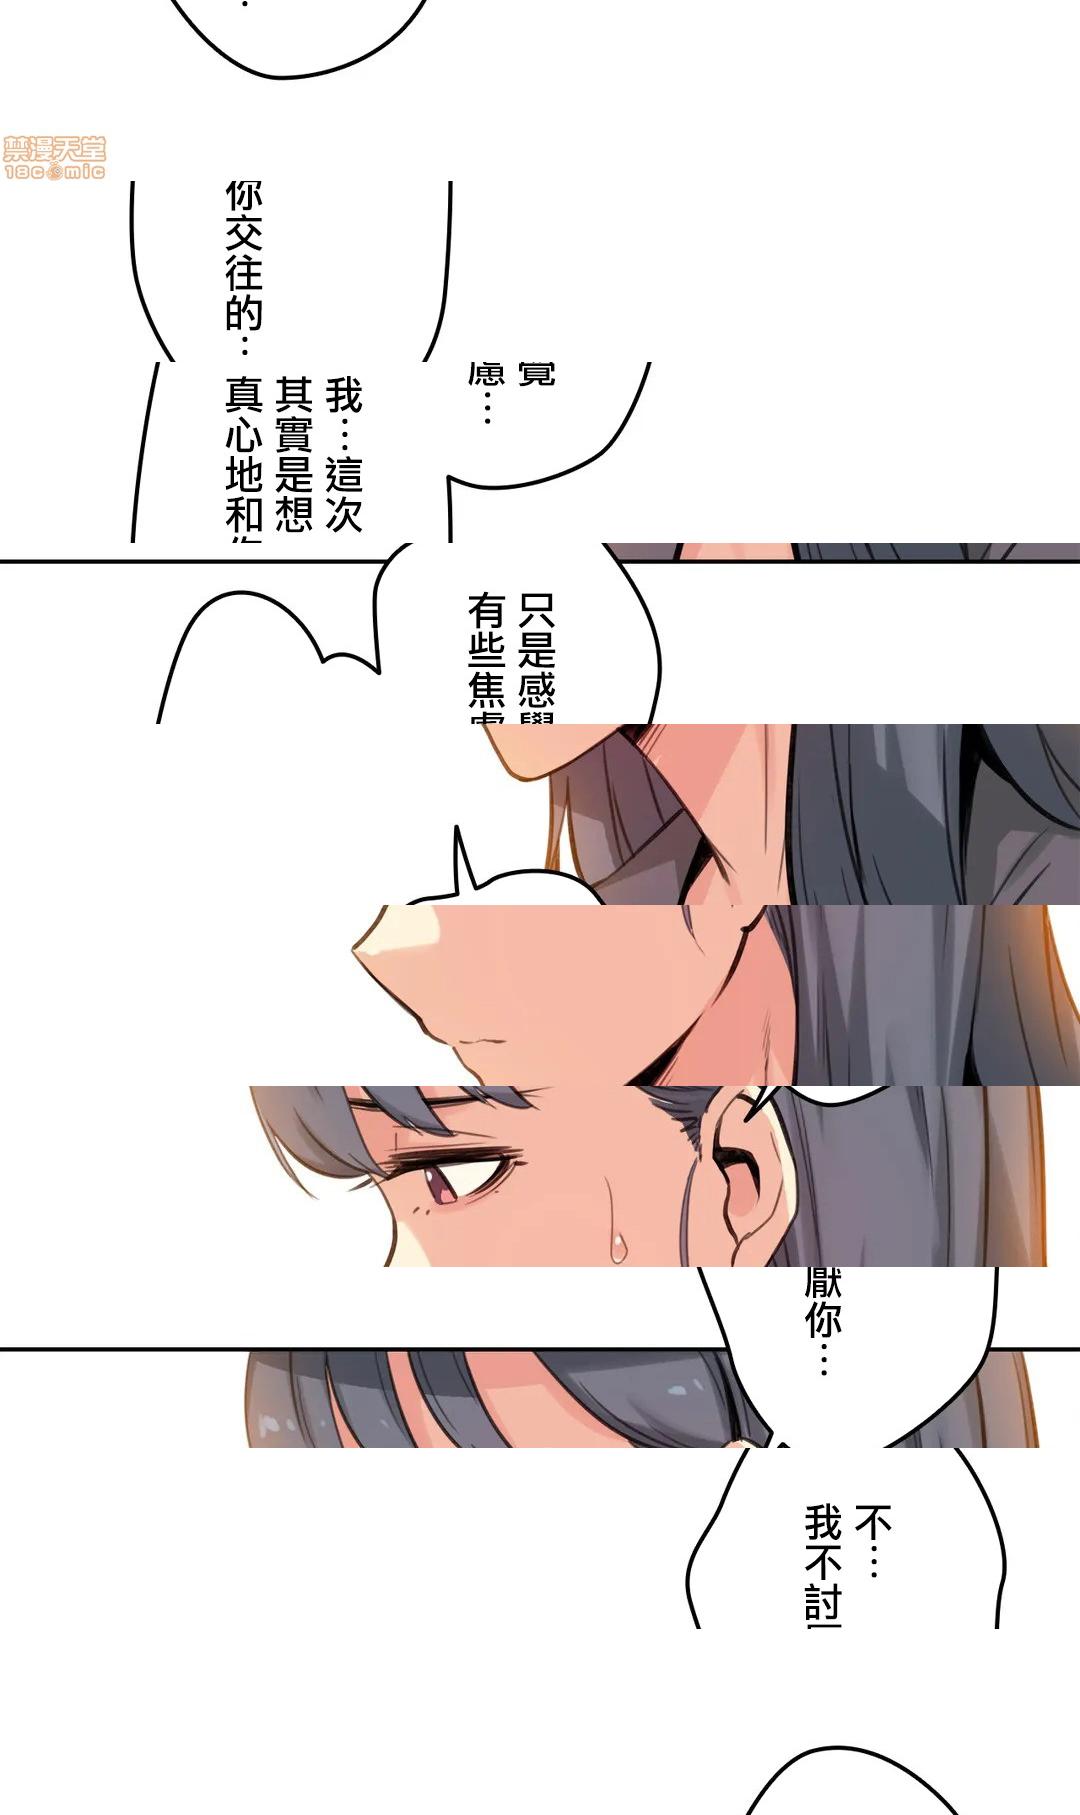 禁漫天堂
18comic
你交往的…
覺
慮…
我…這次
其實是想
真心地和
只是感
有些焦
厭你…
不…
我不討